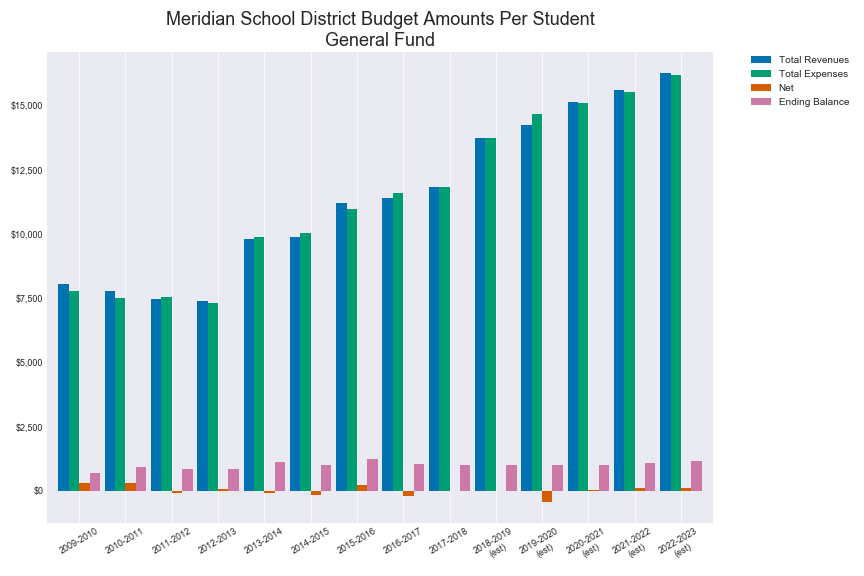 Meridian School District Budget Amounts Per Student
General Fund
Total Revenues
Total Expenses
Net
Ending Balance
$15,000
$12,500
$10,000
$7,500
$5,000
$2,500
$0
2009-2010
2010-2011
2011-2012
2012-2013
2013-2014
2014-2015
2015-2016
2016-2017
2017-2018
2018-2019
(est)
2019-2020
(est)
2020-2021
(est)
2021-2022
(est)
2022-2023
(est)